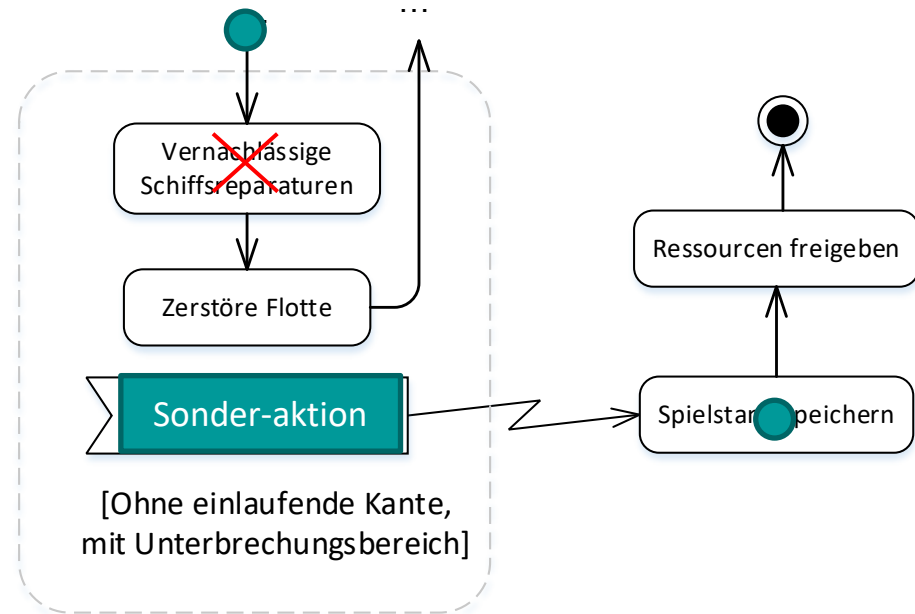 ...
Vernachlässige
Schiffsreparaturen
Zerstöre Flotte
Sonder-aktion
[Ohne einlaufende Kante,
mit Unterbrechungsbereich]
Ressourcen freigeben
Spielstand speichern